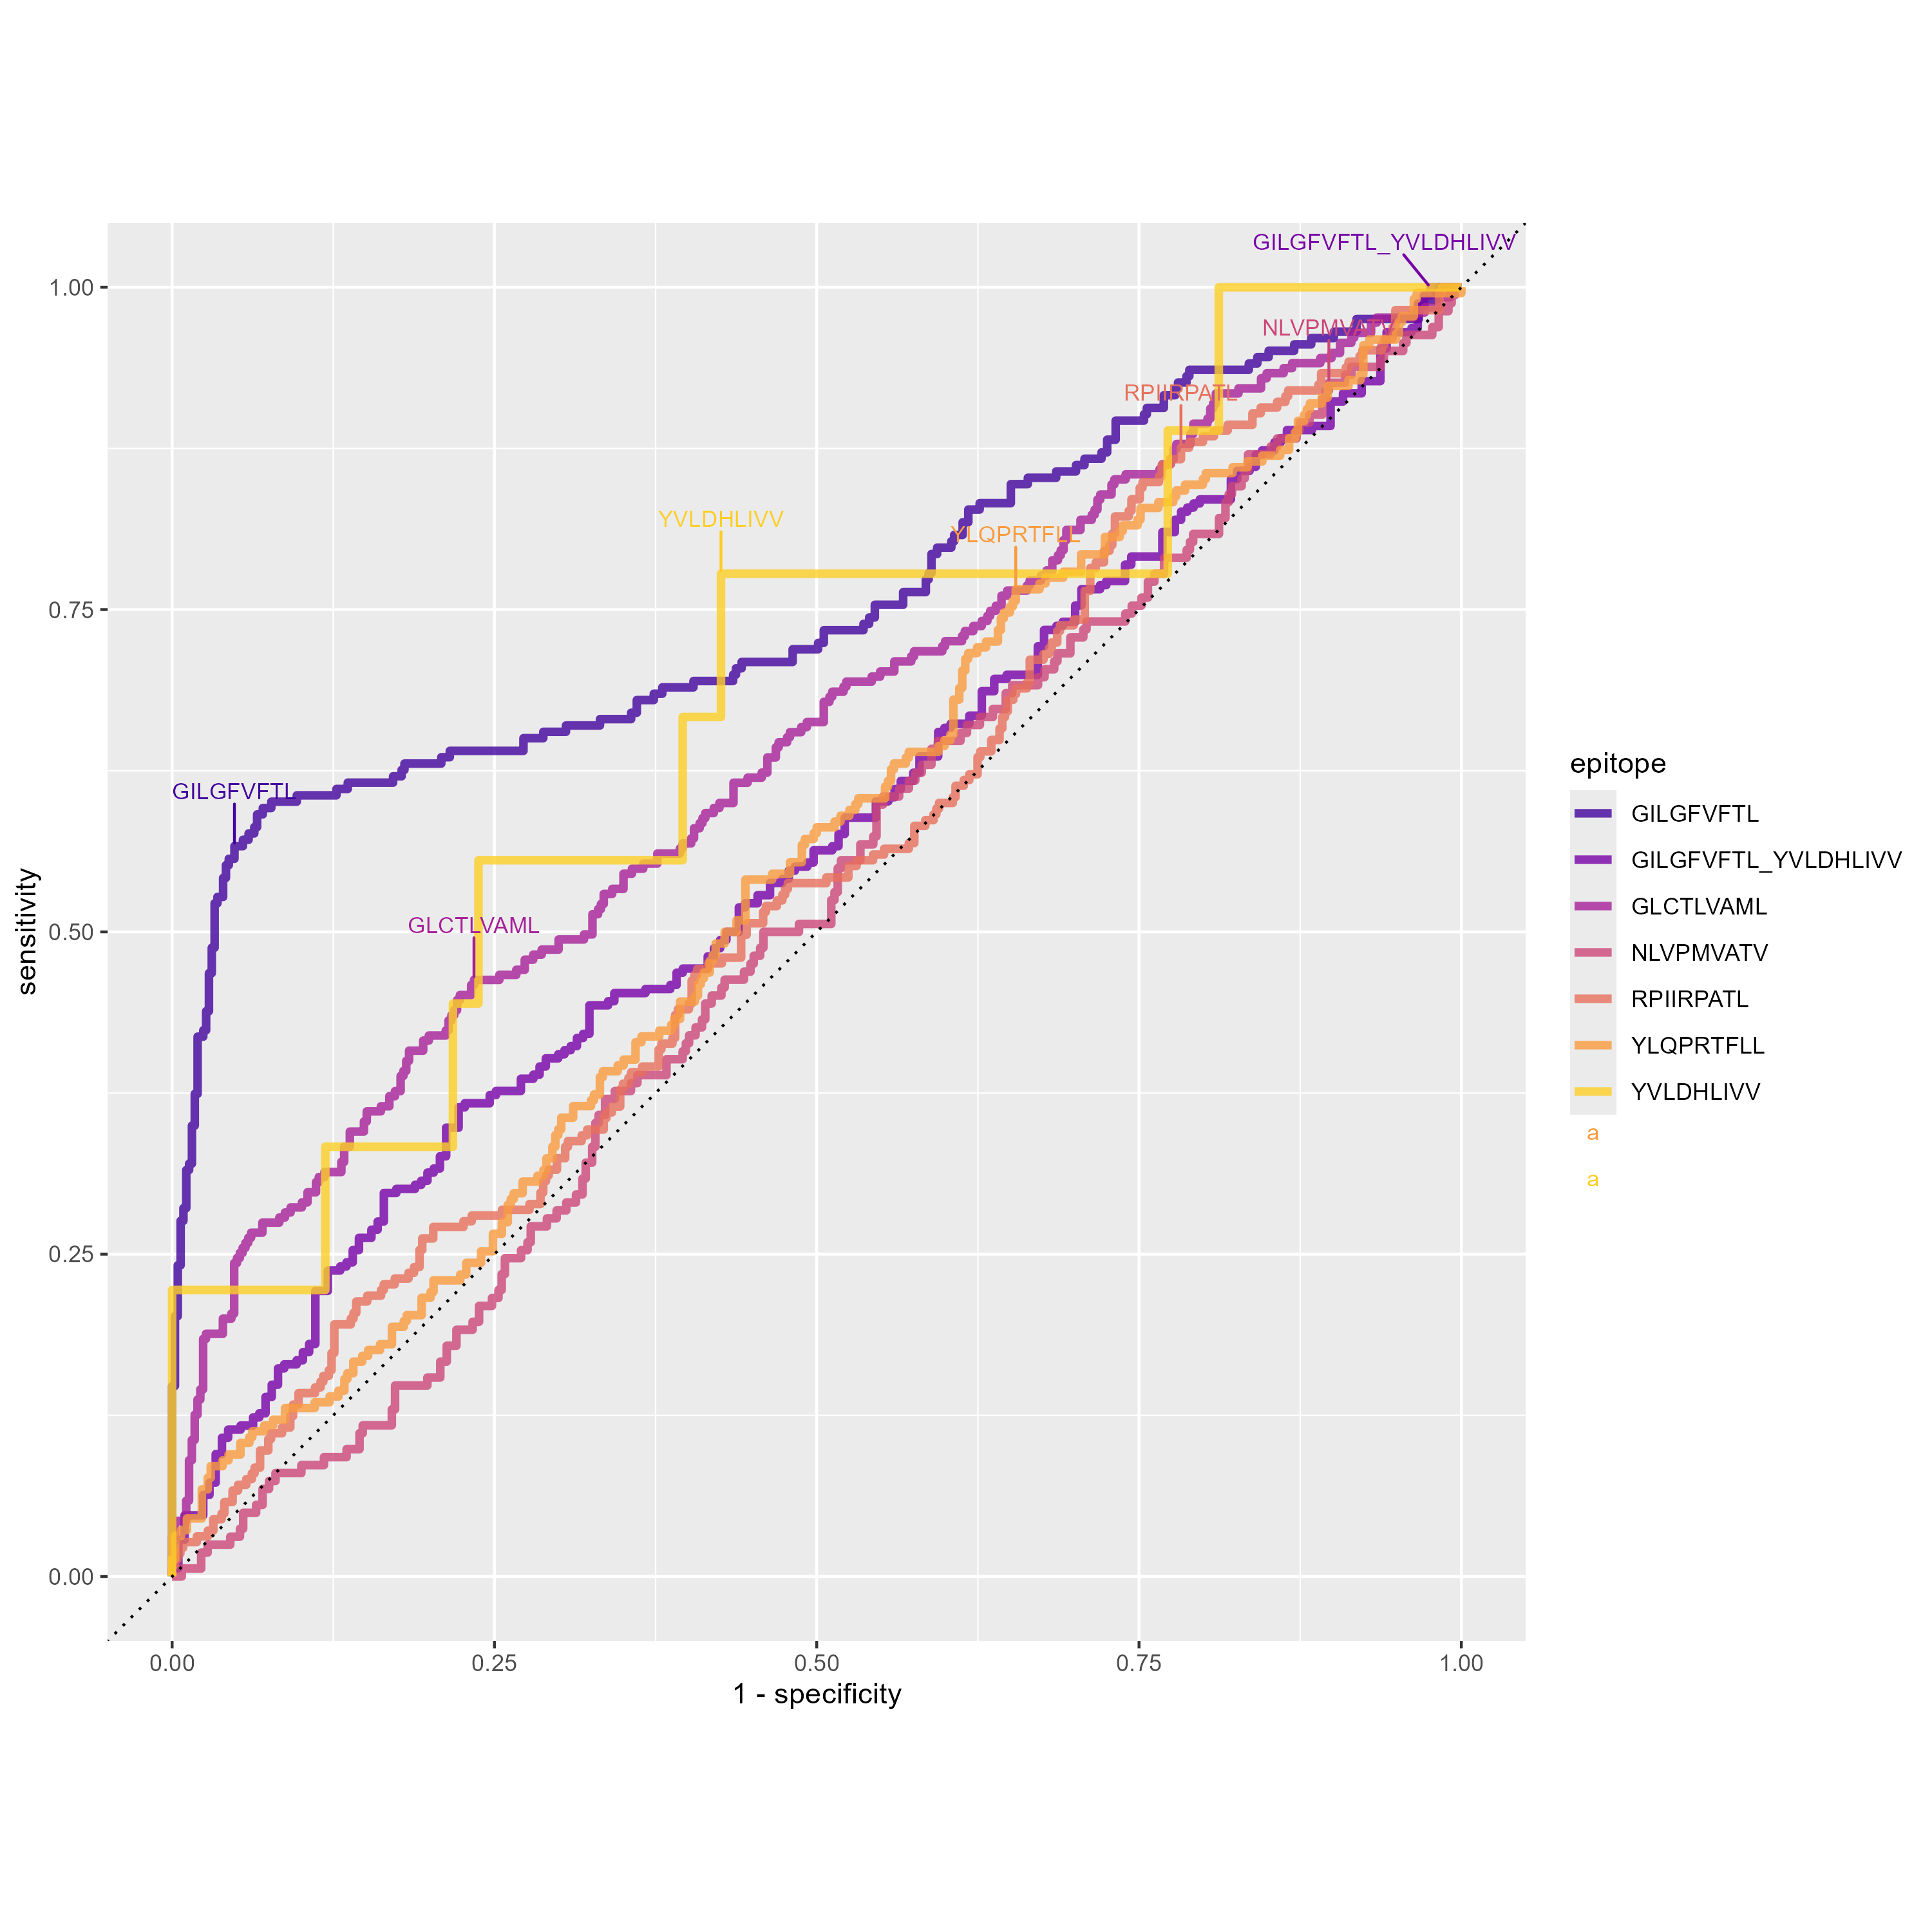 GILGFVFTL_YVLDHLIVV
1.00
NLVPMVATV
RPIIRPATL
YVLDHLIVV
YLQPRTFLL
0.75
GILGFVFTL
GLCTLVAML
0.50
0.25
0.00
sensitivity
0.00 0.25 0.50 0.75 1.00
1 - specificity
epitope
GILGFVFTL
GILGFVFTL_YVLDHLIVV
GLCTLVAML
NLVPMVATV
RPIIRPATL
YLQPRTFLL
YVLDHLIVV
a
a